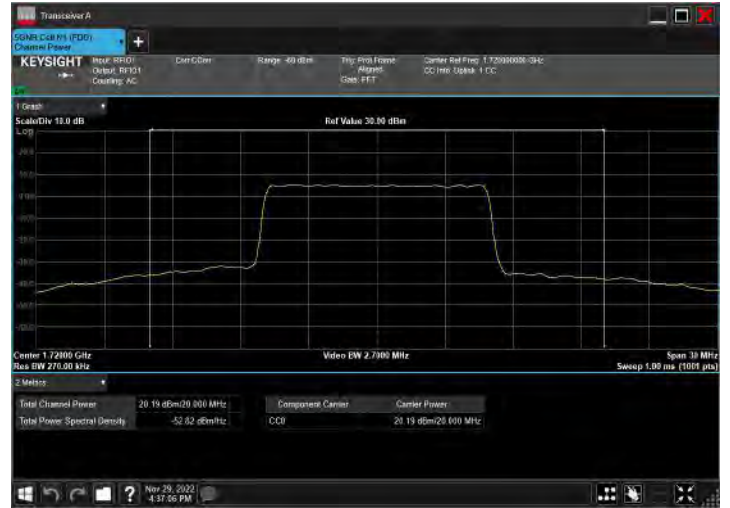 Transceiver A
5GNR
Channel Power
+
KEYSIGHT Input: RFIO1 Corr CCorr Range: -60 dBm Trig: Prdc Frame Carrier Ref Freq: 1.720000000 GHz
Output: RFIO1 Aligned CC Info: Uplink, 1 CC
Coupling: AC Gate: FFT
1 Graph
Scale/Div 10.0 dB Ref Value 30.00 dBm
Log
Center 1.72000 GHz Video BW 2.7000 MHz Span 30 MHz
Res BW 270.00 kHz Sweep 1.00 ms (1001 pts)
2 Metrics
Total Channel Power 20.19 dBm/20.000 MHz Component Carrier Carrier Power
Total Power Spectral Density -52.82 dBm/Hz CC0 20.19 dBm/20.000 MHz
? Nov 29, 2022
4:37:06 PM